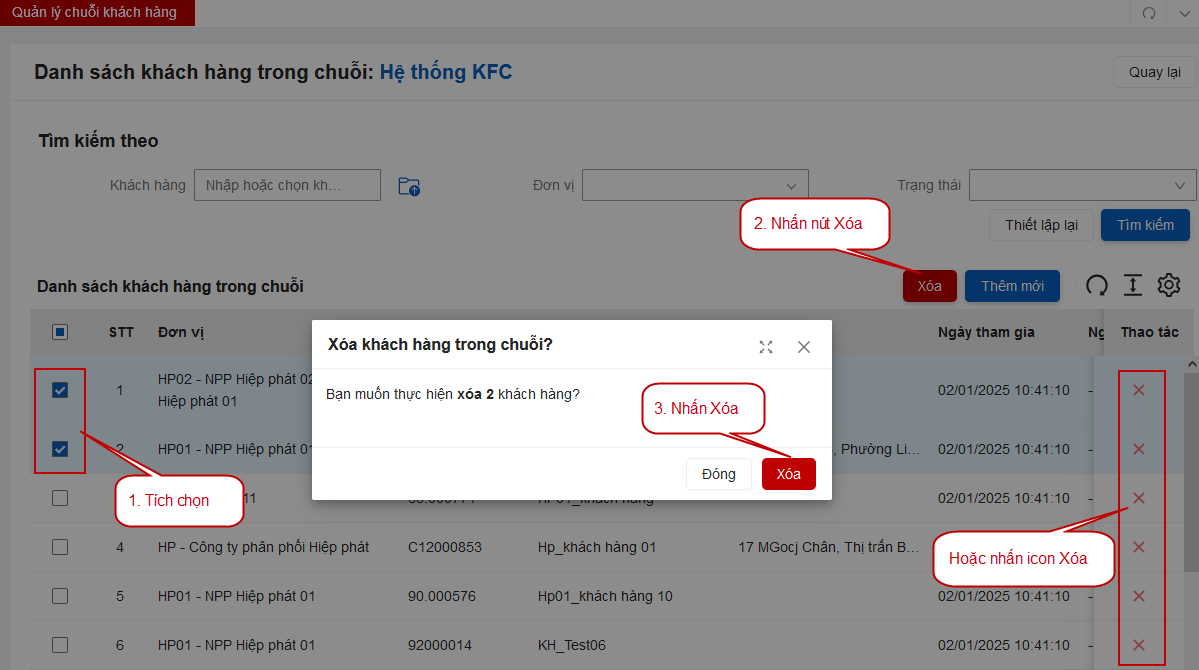 Quản lý chuỗi khách hàng
Danh sách khách hàng trong chuỗi: Hệ thống KFC
Quay lại
Tìm kiếm theo
Khách hàng
Nhập hoặc chọn kh...
Đơn vị
Trạng thái
2. Nhấn nút Xóa
Thiết lập lại
Tìm kiếm
Danh sách khách hàng trong chuỗi
Xóa
Thêm mới
STT
Đơn vị
Ngày tham gia
Thao tác
Xóa khách hàng trong chuỗi?
Bạn muốn thực hiện xóa 2 khách hàng?
3. Nhấn Xóa
Đóng
Xóa
1 HP02 - NPP Hiệp phát 02 02/01/2025 10:41:10 -
Hiệp phát 01
2 HP01 - NPP Hiệp phát 01 , Phường Li... 02/01/2025 10:41:10 -
1. Tích chọn
02/01/2025 10:41:10 -
4 HP - Công ty phân phối Hiệp phát C12000853 Hp_khách hàng 01 17 MGocj Chân, Thị trấn B...
Hoặc nhấn icon Xóa
5 HP01 - NPP Hiệp phát 01 90.000576 Hp01_khách hàng 10 02/01/2025 10:41:10 -
6 HP01 - NPP Hiệp phát 01 92000014 KH_Test06 02/01/2025 10:41:10 -